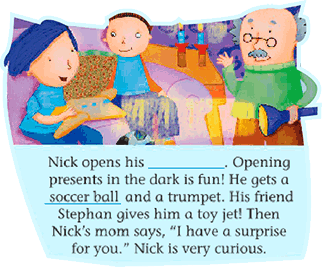 Nick opens his ____________. Opening
presents in the dark is fun! He gets a
soccer ball and a trumpet. His friend
Stephan gives him a toy jet! Then
Nick's mom says, "I have a surprise
for you." Nick is very curious.